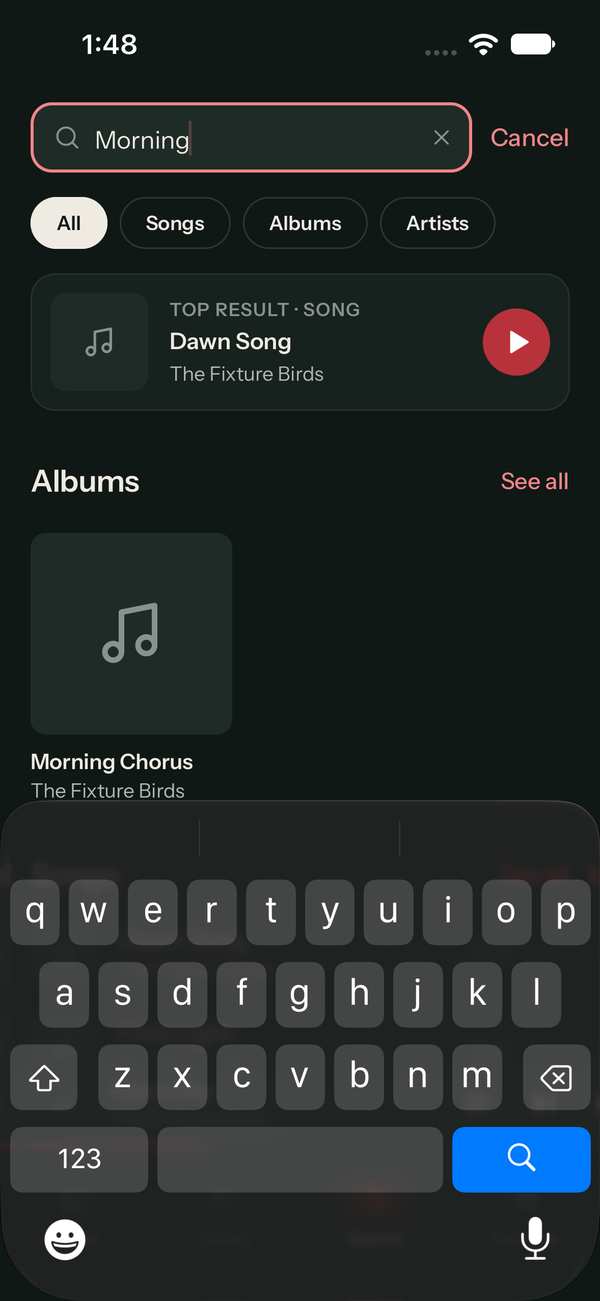 1:48
Morning
Cancel
All
Songs
Albums
Artists
TOP RESULT · SONG
Dawn Song
The Fixture Birds
Albums
See all
Morning Chorus
The Fixture Birds
q w e r t y u i o p
a s d f g h j k l
z x c v b n m
123